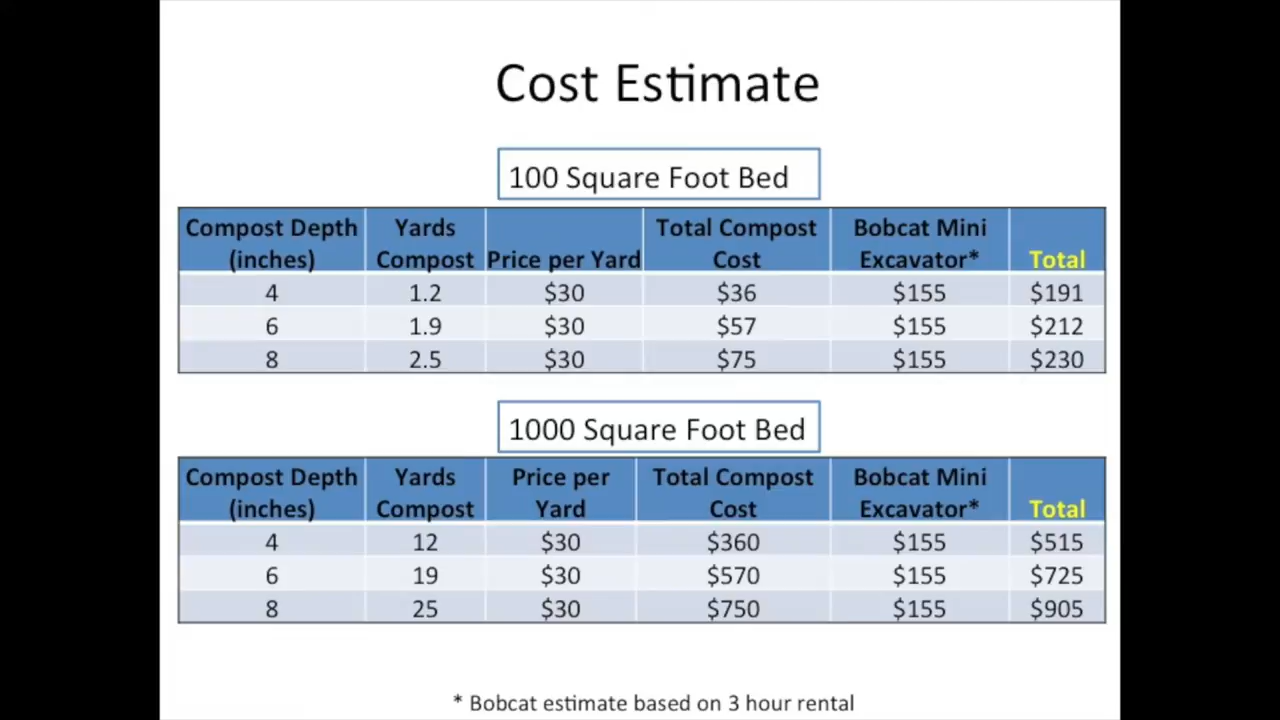 Cost Estimate
100 Square Foot Bed
Compost Depth (inches) Yards Compost Price per Yard Total Compost Cost Bobcat Mini Excavator* Total
4 1.2 $30 $36 $155 $191
6 1.9 $30 $57 $155 $212
8 2.5 $30 $75 $155 $230
1000 Square Foot Bed
Compost Depth (inches) Yards Compost Price per Yard Total Compost Cost Bobcat Mini Excavator* Total
4 12 $30 $360 $155 $515
6 19 $30 $570 $155 $725
8 25 $30 $750 $155 $905
* Bobcat estimate based on 3 hour rental